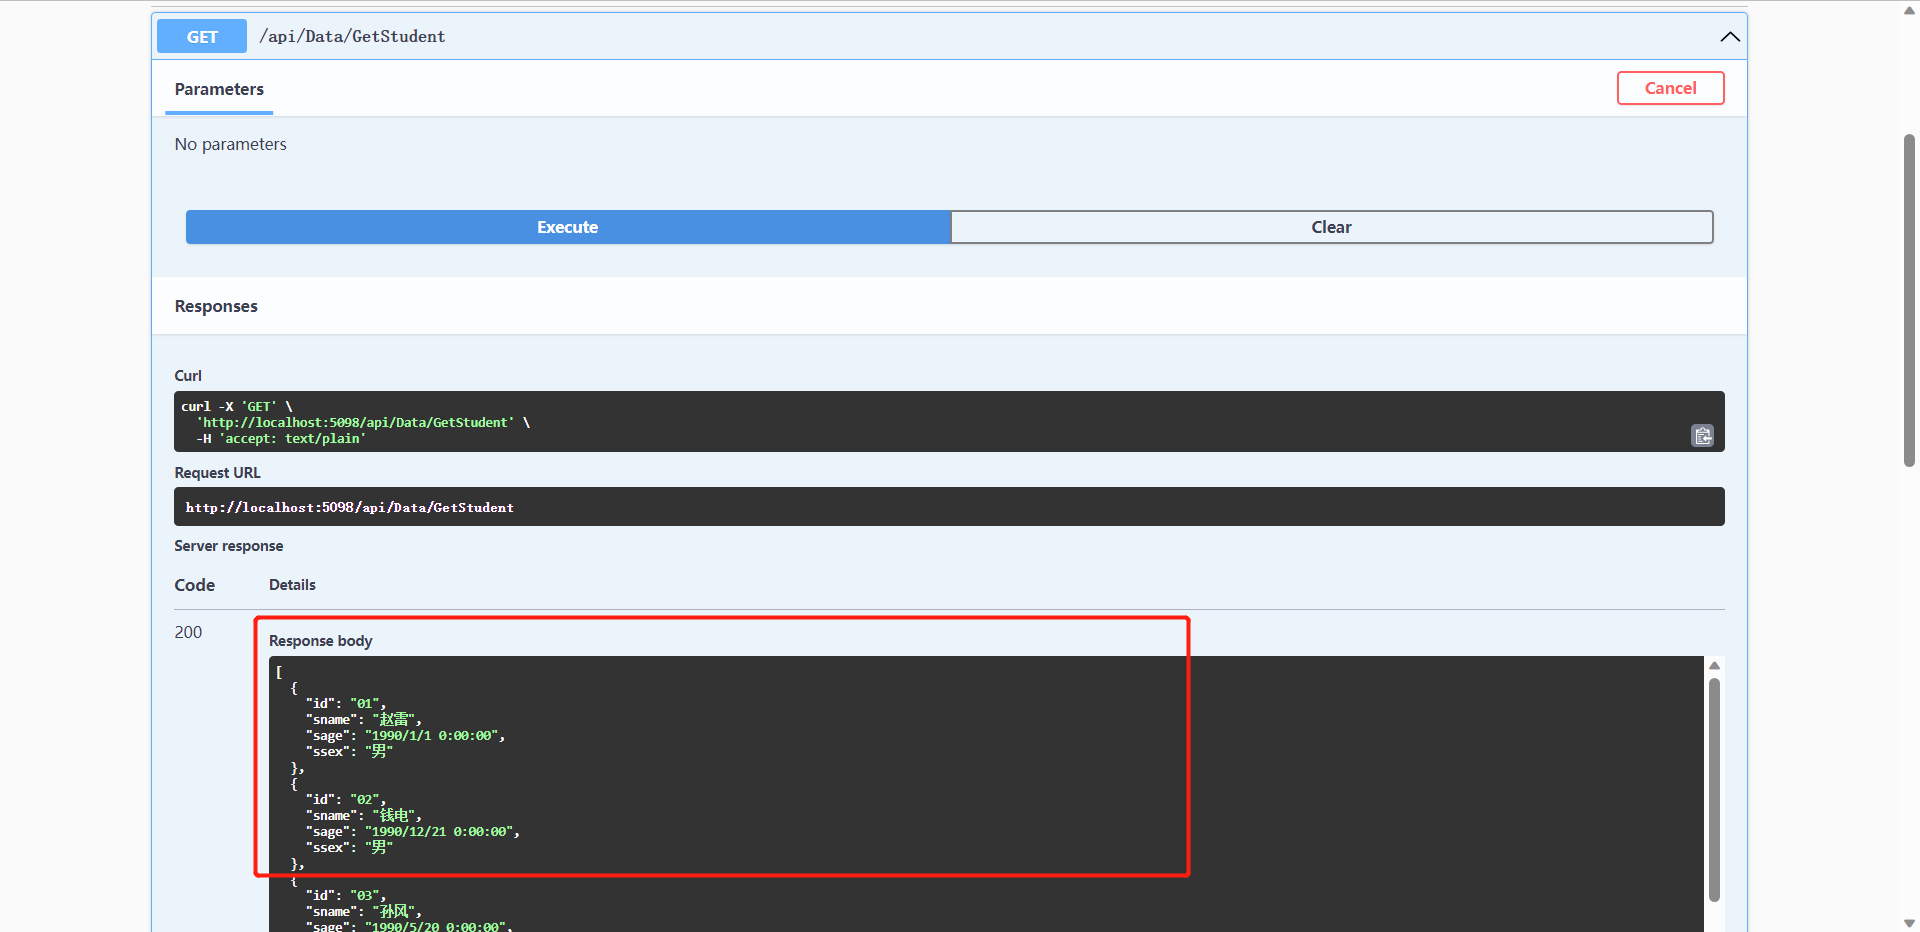 GET /api/Data/GetStudent
Parameters
Cancel
No parameters
Execute
Clear
Responses
Curl
curl -X 'GET' \
'http://localhost:5098/api/Data/GetStudent' \
-H 'accept: text/plain'
Request URL
http://localhost:5098/api/Data/GetStudent
Server response
Code Details
200
Response body
[
{
"id": "01",
"sname": "赵雷",
"sage": "1990/1/1 0:00:00",
"ssex": "男"
},
{
"id": "02",
"sname": "钱电",
"sage": "1990/12/21 0:00:00",
"ssex": "男"
},
{
"id": "03",
"sname": "孙风",
"sage": "1990/5/20 0:00:00",